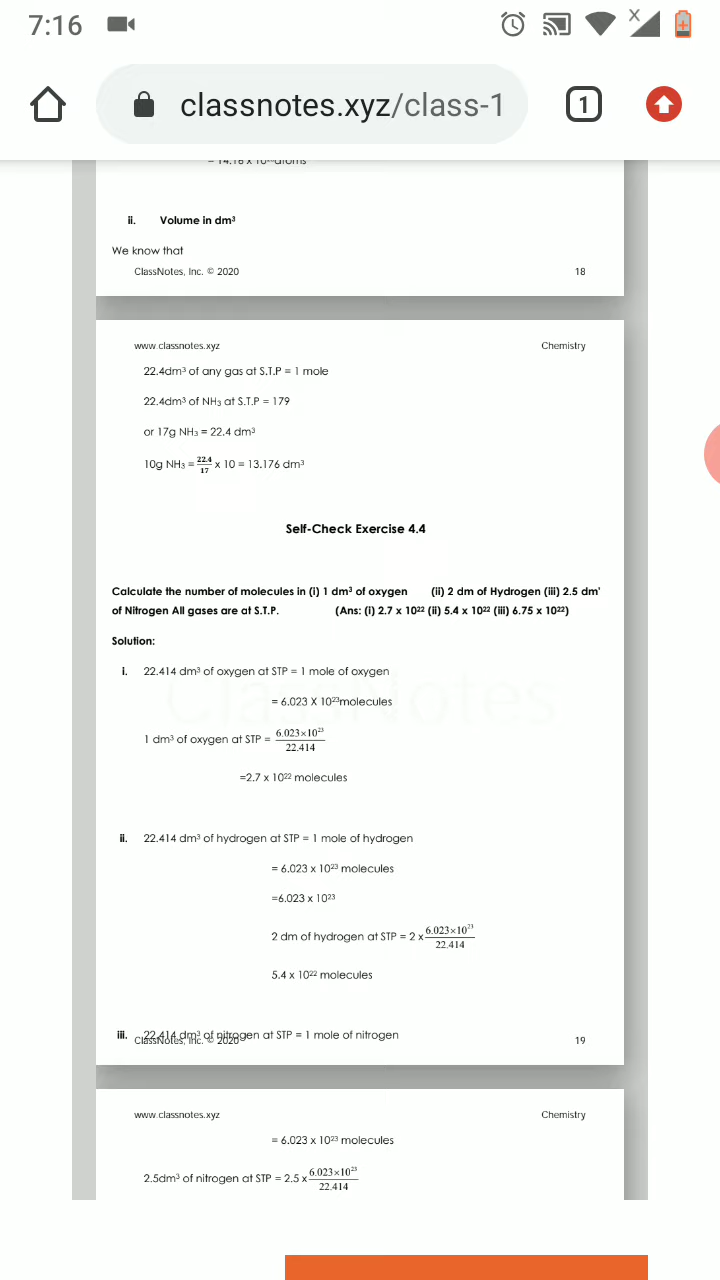 7:16
X
classnotes.xyz/class-1
1
ii. Volume in dm³
We know that
ClassNotes, Inc. © 2020 18
www.classnotes.xyz Chemistry
22.4dm³ of any gas at S.T.P = 1 mole
22.4dm³ of NH₃ at S.T.P = 179
or 17g NH₃ = 22.4 dm³
10g NH₃ = 22.4/17 x 10 = 13.176 dm³
Self-Check Exercise 4.4
Calculate the number of molecules in (i) 1 dm³ of oxygen (ii) 2 dm of Hydrogen (iii) 2.5 dm'
of Nitrogen All gases are at S.T.P. (Ans: (i) 2.7 x 10²² (ii) 5.4 x 10²² (iii) 6.75 x 10²²)
Solution:
i. 22.414 dm³ of oxygen at STP = 1 mole of oxygen
ClassNotes
= 6.023 X 10²³molecules
1 dm³ of oxygen at STP = 6.023×10²³/22.414
=2.7 x 10²² molecules
ii. 22.414 dm³ of hydrogen at STP = 1 mole of hydrogen
= 6.023 x 10²³ molecules
=6.023 x 10²³
2 dm of hydrogen at STP = 2 x 6.023×10²³/22.414
5.4 x 10²² molecules
iii. 22.414 dm³ of nitrogen at STP = 1 mole of nitrogen
ClassNotes, Inc. © 2020 19
www.classnotes.xyz Chemistry
= 6.023 x 10²³ molecules
2.5dm³ of nitrogen at STP = 2.5 x 6.023×10²³/22.414